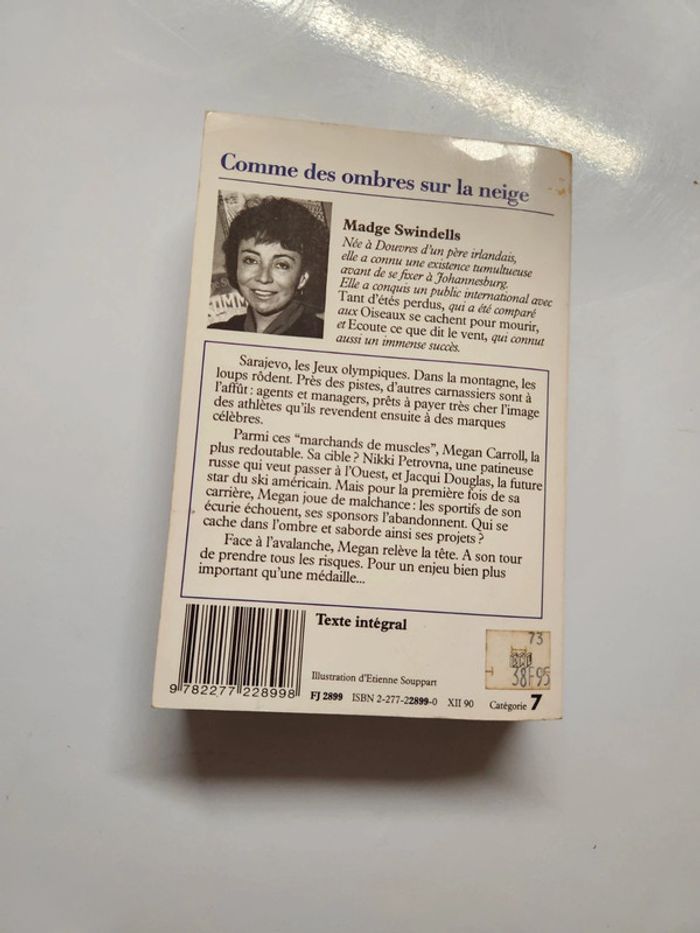 Comme des ombres sur la neige
Madge Swindells
Née à Douvres d'un père irlandais,
elle a connu une existence tumultueuse
avant de se fixer à Johannesburg.
Elle a conquis un public international avec
Tant d'étés perdus, qui a été comparé
aux Oiseaux se cachent pour mourir,
et Ecoute ce que dit le vent, qui connut
aussi un immense succès.
Sarajevo, les Jeux olympiques. Dans la montagne, les
loups rôdent. Près des pistes, d'autres carnassiers sont à
l'affût : agents et managers, prêts à payer très cher l'image
des athlètes qu'ils revendent ensuite à des marques
célèbres.
Parmi ces "marchands de muscles", Megan Carroll, la
plus redoutable. Sa cible ? Nikki Petrovna, une patineuse
russe qui veut passer à l'Ouest, et Jacqui Douglas, la future
star du ski américain. Mais pour la première fois de sa
carrière, Megan joue de malchance : les sportifs de son
écurie échouent, ses sponsors l'abandonnent. Qui se
cache dans l'ombre et saborde ainsi ses projets ?
Face à l'avalanche, Megan relève la tête. A son tour
de prendre tous les risques. Pour un enjeu bien plus
important qu'une médaille...
Texte intégral
73
38F95
Illustration d'Etienne Souppart
9 782277 228998
FJ 2899 ISBN 2-277-22899-0 XII 90 Catégorie 7